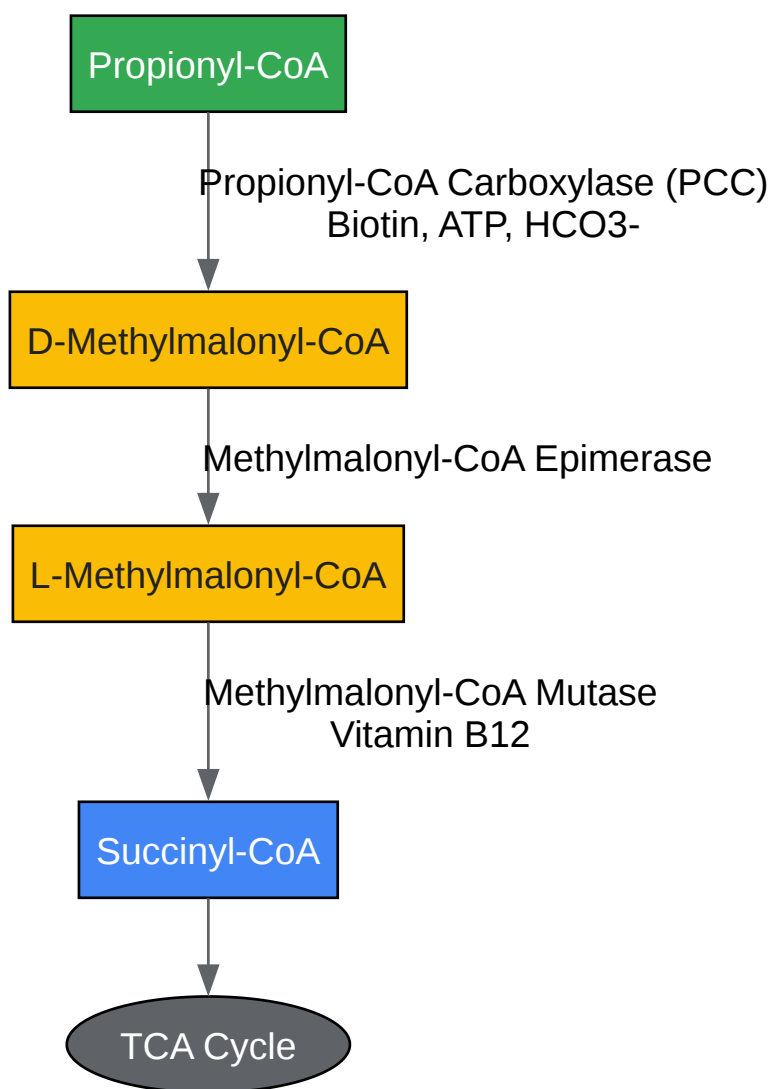 Propionyl-CoA
Propionyl-CoA Carboxylase (PCC)
Biotin, ATP, HCO3-
D-Methylmalonyl-CoA
Methylmalonyl-CoA Epimerase
L-Methylmalonyl-CoA
Methylmalonyl-CoA Mutase
Vitamin B12
Succinyl-CoA
TCA Cycle